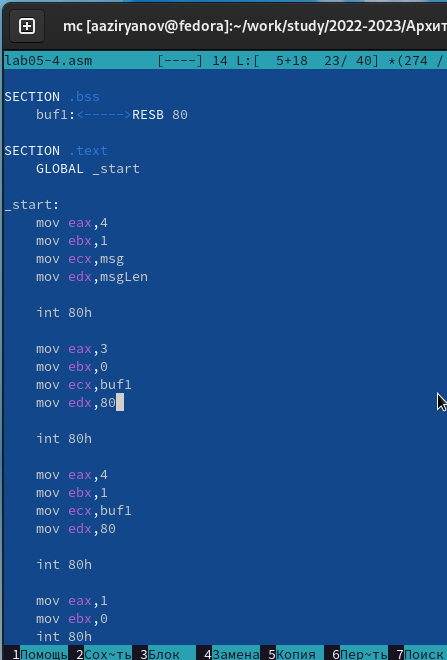 mc [aaziryanov@fedora]:~/work/study/2022-2023/Архит
lab05-4.asm [----] 14 L:[ 5+18 23/ 40] *(274 /
SECTION .bss
buf1:<----->RESB 80
SECTION .text
GLOBAL _start
_start:
mov eax,4
mov ebx,1
mov ecx,msg
mov edx,msgLen
int 80h
mov eax,3
mov ebx,0
mov ecx,buf1
mov edx,80
int 80h
mov eax,4
mov ebx,1
mov ecx,buf1
mov edx,80
int 80h
mov eax,1
mov ebx,0
int 80h
1Помощь 2Сох~ть 3Блок 4Замена 5Копия 6Пер~ть 7Поиск